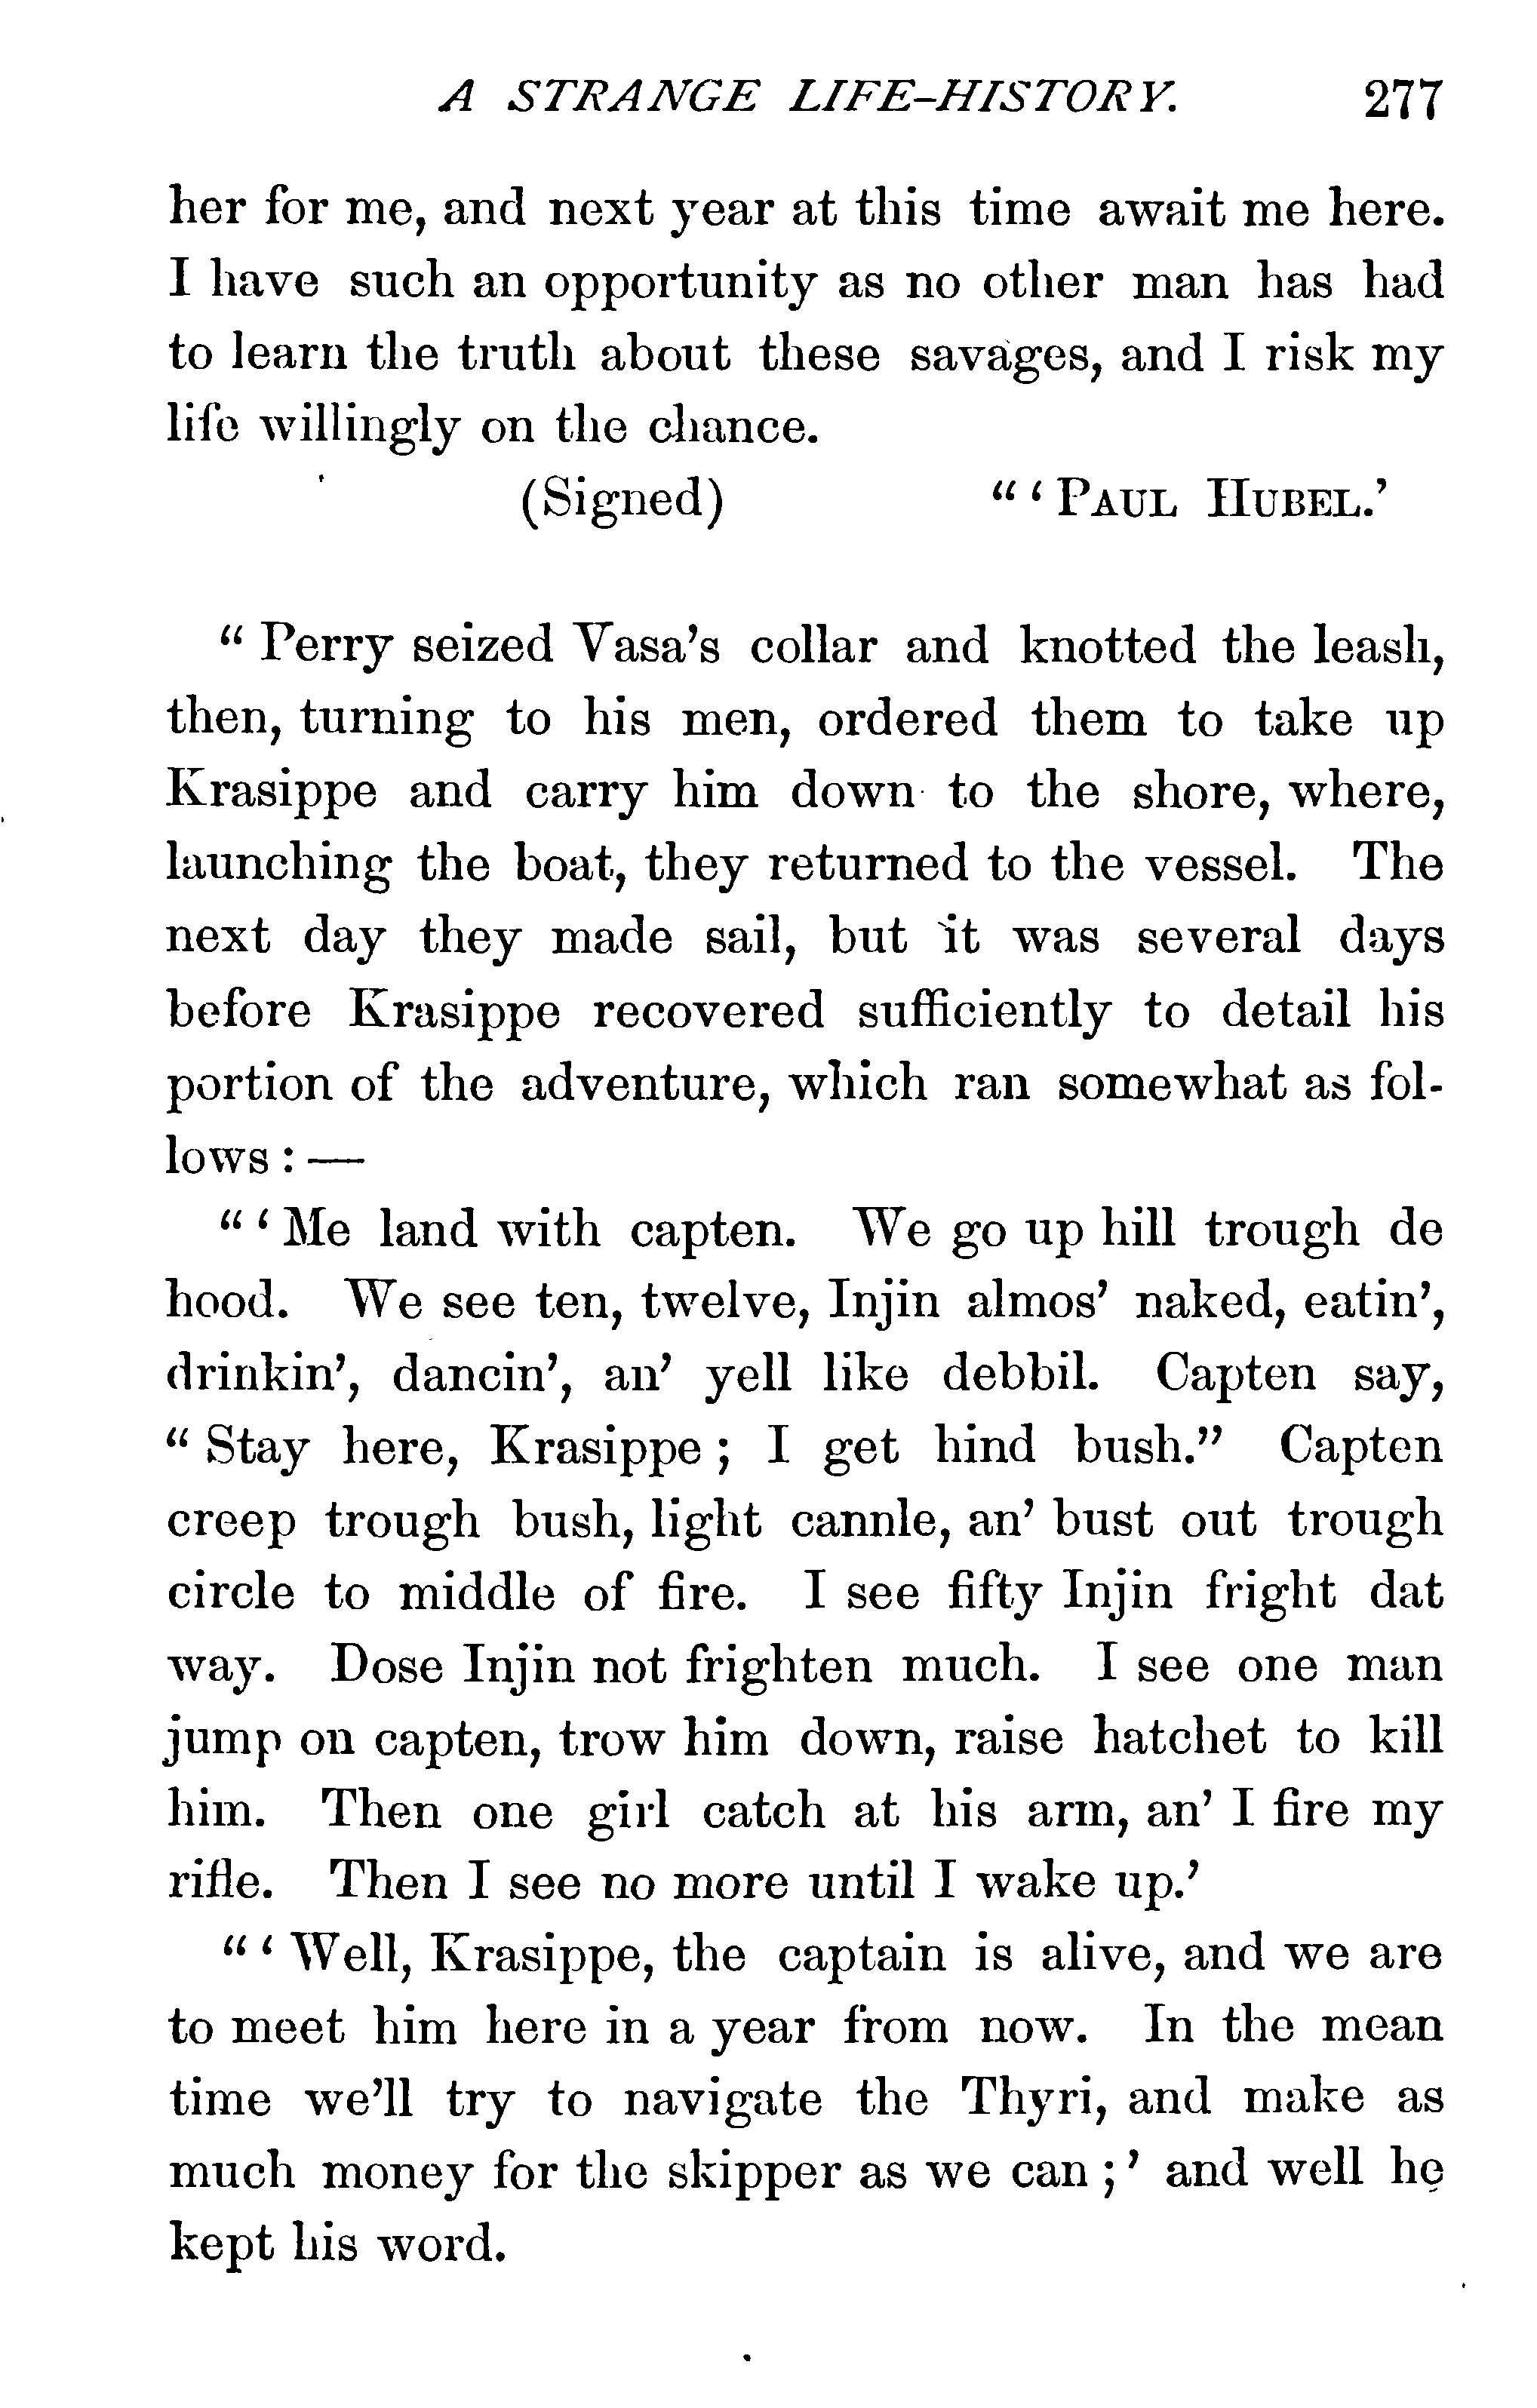 A STRANGE LIFE-HISTORY. 277
her for me, and next year at this time await me here.
I have such an opportunity as no other man has had
to learn the truth about these savages, and I risk my
life willingly on the chance.
(Signed) "'PAUL HUBEL.'
"Perry seized Vasa's collar and knotted the leash,
then, turning to his men, ordered them to take up
Krasippe and carry him down to the shore, where,
launching the boat, they returned to the vessel. The
next day they made sail, but it was several days
before Krasippe recovered sufficiently to detail his
portion of the adventure, which ran somewhat as fol-
lows:—
"'Me land with capten. We go up hill trough de
hood. We see ten, twelve, Injin almos' naked, eatin',
drinkin', dancin', an' yell like debbil. Capten say,
"Stay here, Krasippe; I get hind bush." Capten
creep trough bush, light cannle, an' bust out trough
circle to middle of fire. I see fifty Injin fright dat
way. Dose Injin not frighten much. I see one man
jump on capten, trow him down, raise hatchet to kill
him. Then one girl catch at his arm, an' I fire my
rifle. Then I see no more until I wake up.'
"'Well, Krasippe, the captain is alive, and we are
to meet him here in a year from now. In the mean
time we'll try to navigate the Thyri, and make as
much money for the skipper as we can;' and well he
kept his word.